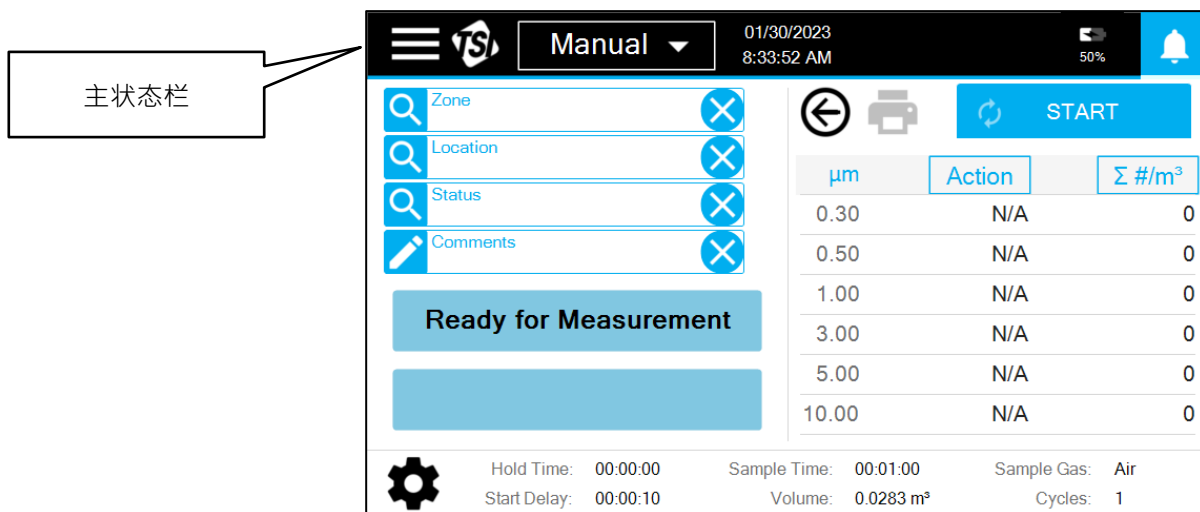 主状态栏
TSI
Manual
01/30/2023
8:33:52 AM
50%
Zone
Location
Status
Comments
Ready for Measurement
START
µm Action Σ #/m³
0.30 N/A 0
0.50 N/A 0
1.00 N/A 0
3.00 N/A 0
5.00 N/A 0
10.00 N/A 0
Hold Time: 00:00:00 Sample Time: 00:01:00 Sample Gas: Air
Start Delay: 00:00:10 Volume: 0.0283 m³ Cycles: 1